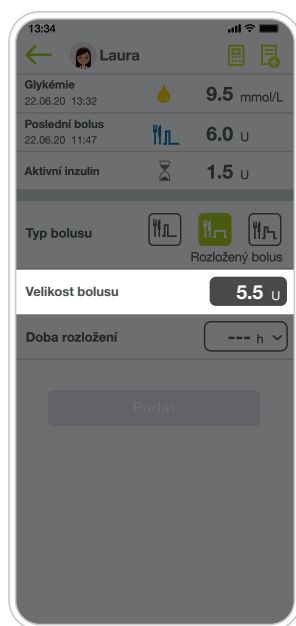 13:34
Laura
Glykémie
22.06.20 13:32
9.5 mmol/L
Poslední bolus
22.06.20 11:47
6.0 U
Aktivní inzulin
1.5 U
Typ bolusu
Rozložený bolus
Velikost bolusu
5.5 U
Doba rozložení
--- h
Podat